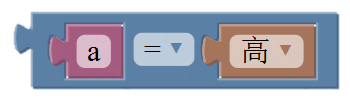 a = 高